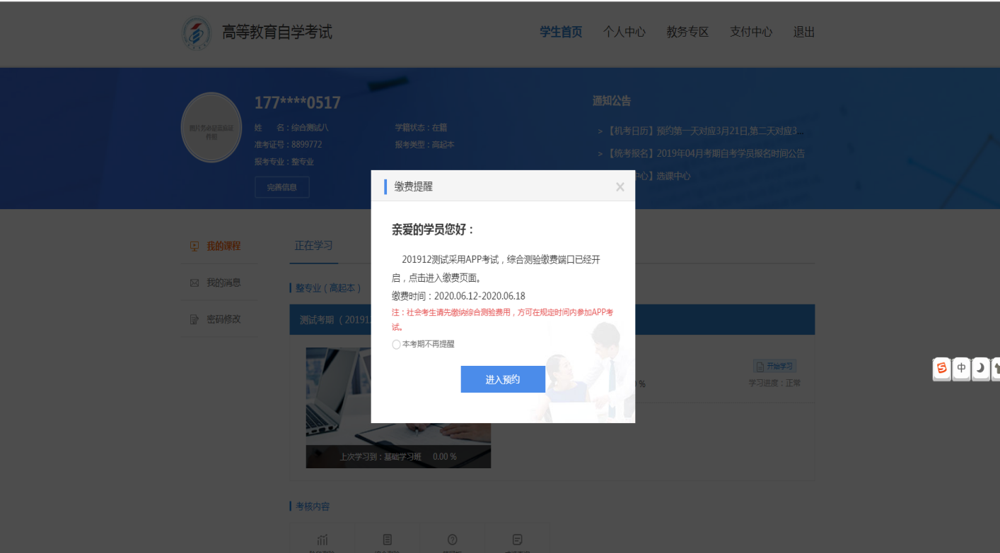 高等教育自学考试
学生首页 个人中心 教务专区 支付中心 退出
177****0517
姓 名：综合测试八 学籍状态：在籍
准考证号：8899772 报考类型：高起本
报考专业：整专业
完善信息
通知公告
> 【机考日历】预约第一天对应3月21日,第二天对应3...
> 【统考报名】2019年04月考期自考学员报名时间公告
中心】选课中心
缴费提醒
亲爱的学员您好：
201912测试采用APP考试，综合测验缴费端口已经开
启，点击进入缴费页面。
缴费时间：2020.06.12-2020.06.18
注：社会考生请先缴纳综合测验费用，方可在规定时间内参加APP考
试。
本考期不再提醒
进入预约
我的课程
我的消息
密码修改
正在学习
整专业（高起本）
测试考期（20191
开始学习
学习进度：正常
%
上次学习到：基础学习班 0.00 %
考核内容
中